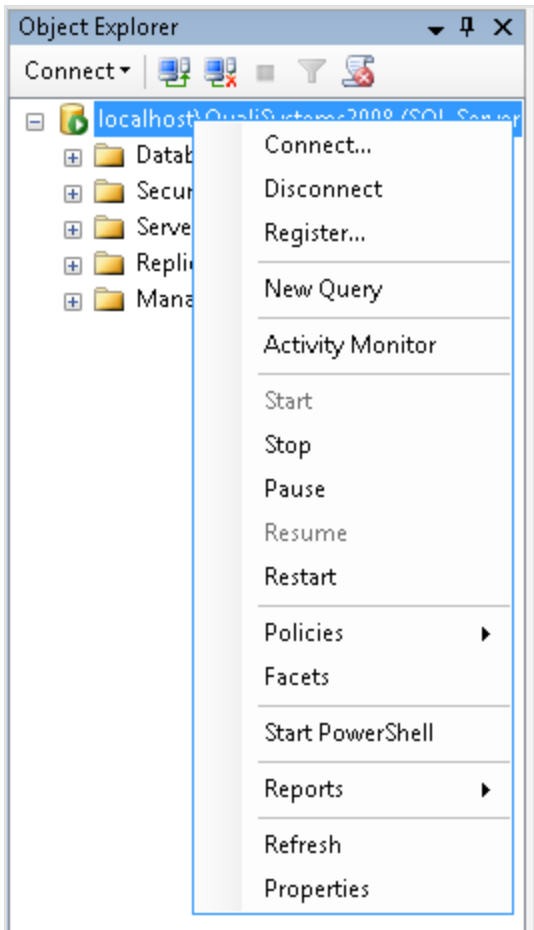 Object Explorer
Connect
localhost\QualiSystems2008 (SQL Server
Datab
Secur
Serve
Replic
Mana
Connect...
Disconnect
Register...
New Query
Activity Monitor
Start
Stop
Pause
Resume
Restart
Policies
Facets
Start PowerShell
Reports
Refresh
Properties